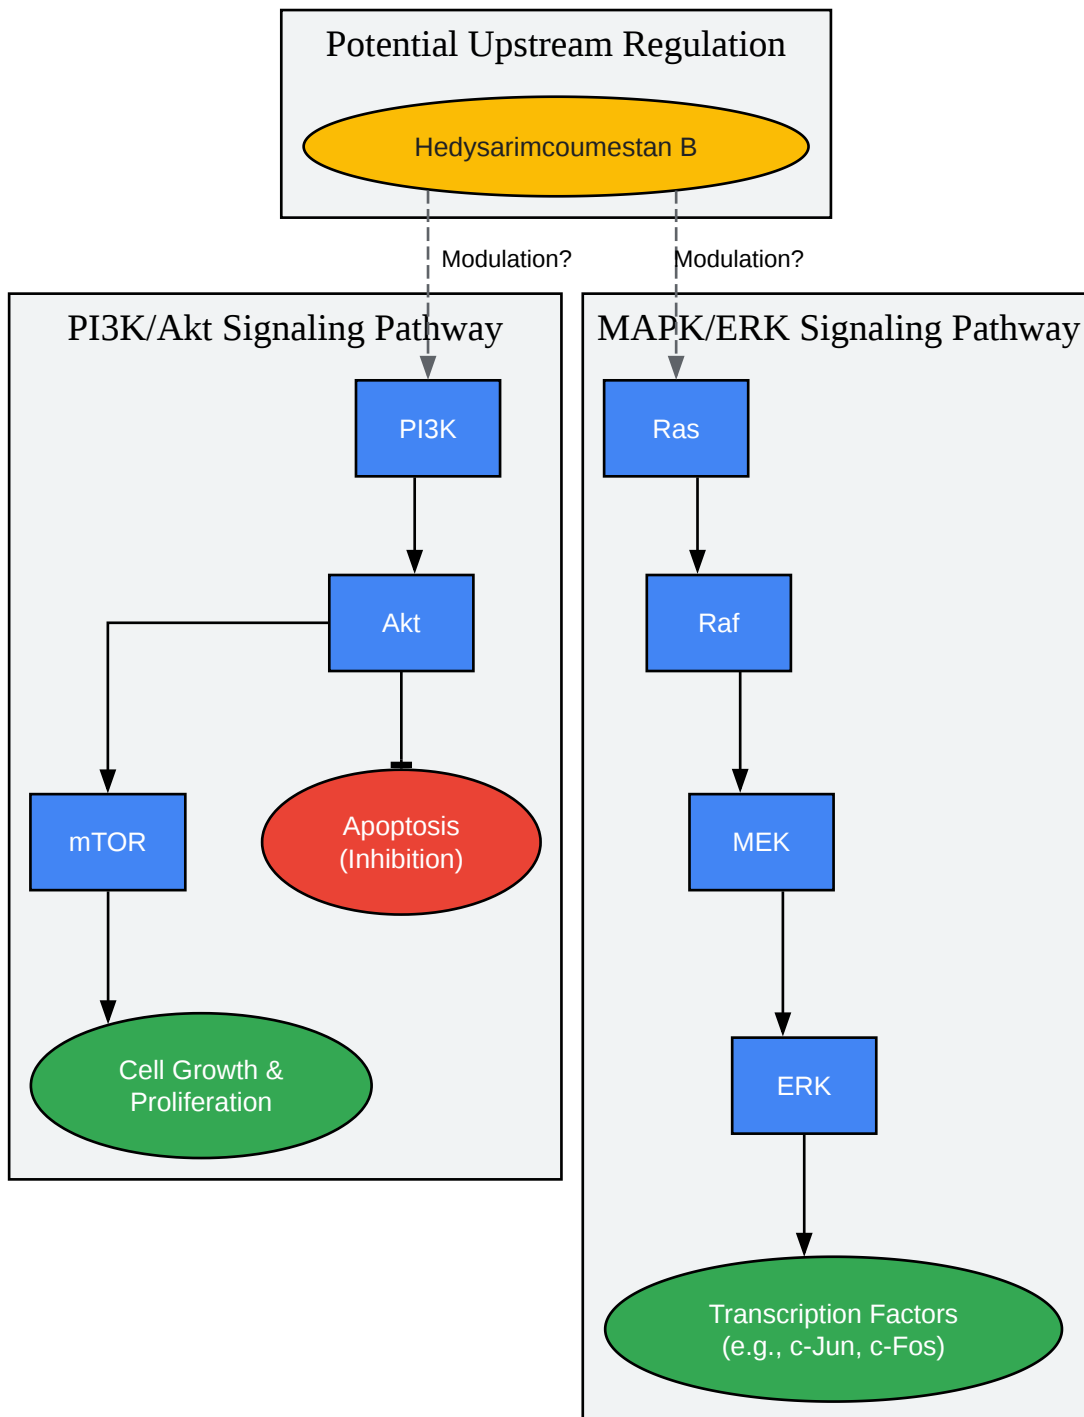 Potential Upstream Regulation
Hedysarimcoumestan B
Modulation?
Modulation?
PI3K/Akt Signaling Pathway
PI3K
Akt
mTOR
Apoptosis
(Inhibition)
Cell Growth &
Proliferation
MAPK/ERK Signaling Pathway
Ras
Raf
MEK
ERK
Transcription Factors
(e.g., c-Jun, c-Fos)